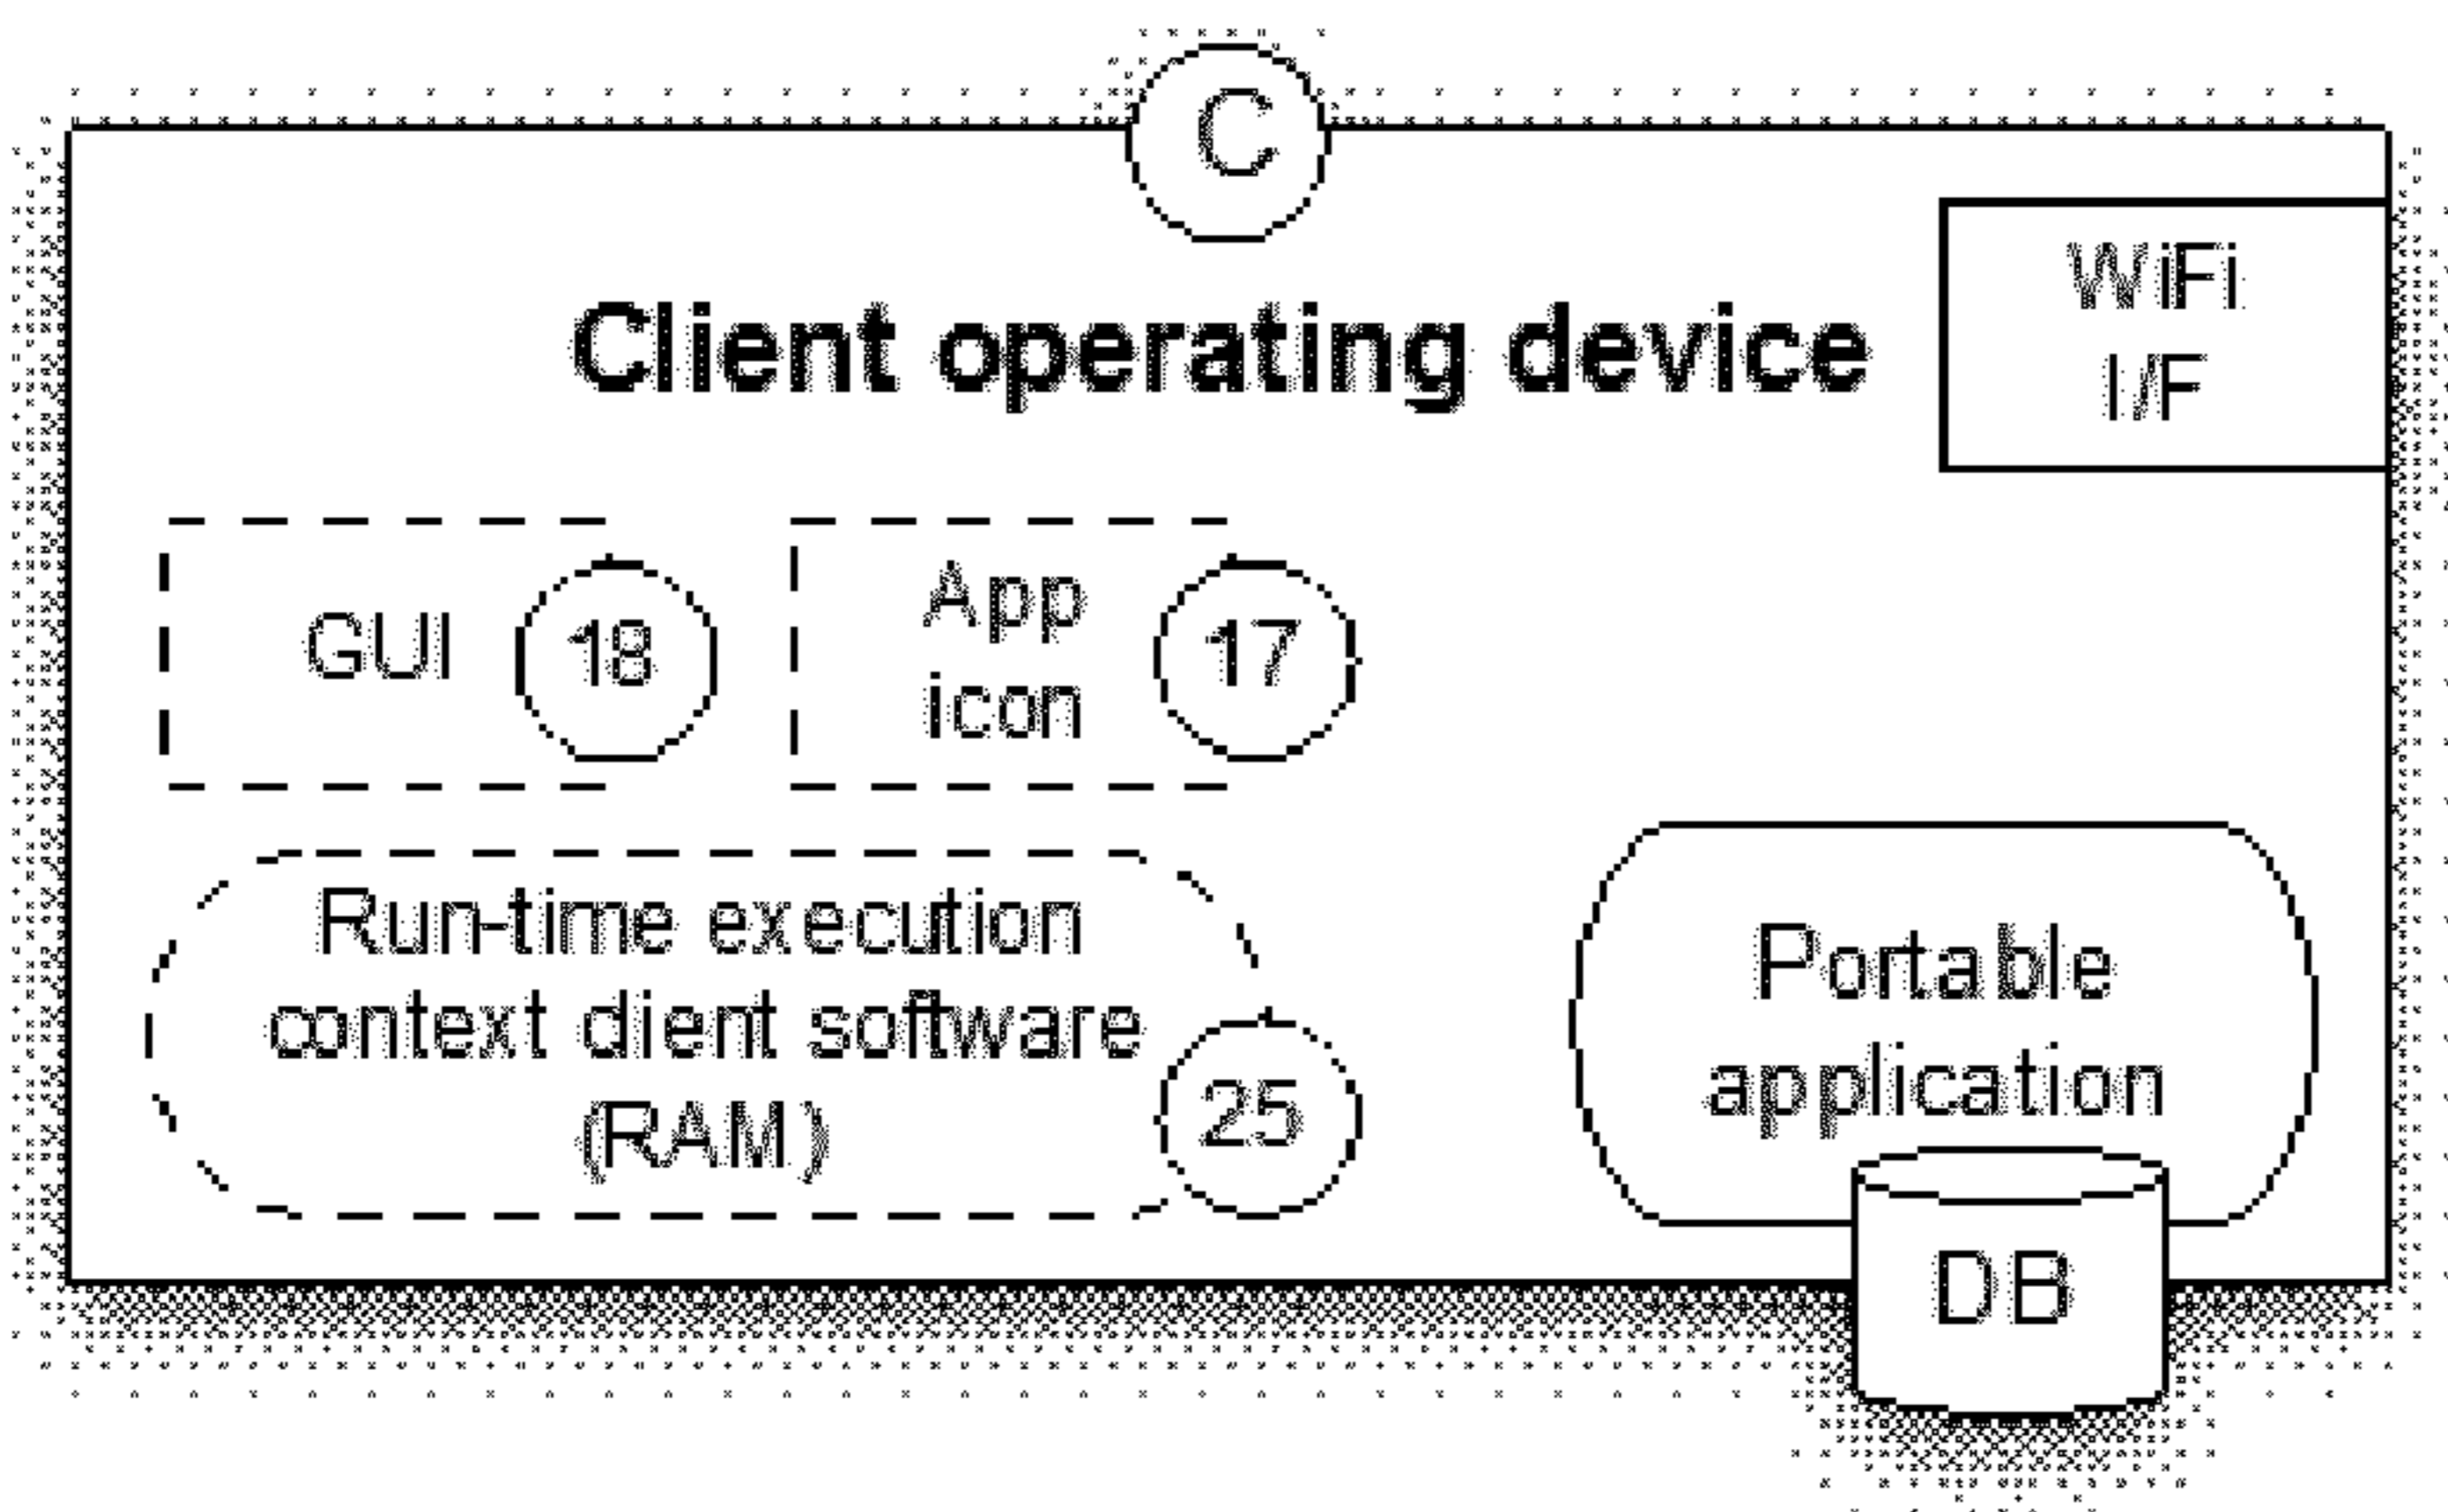 C
Client operating device
WiFi
I/F
GUI
18
App
icon
17
Run-time execution
context client software
(RAM)
25
Portable
application
DB